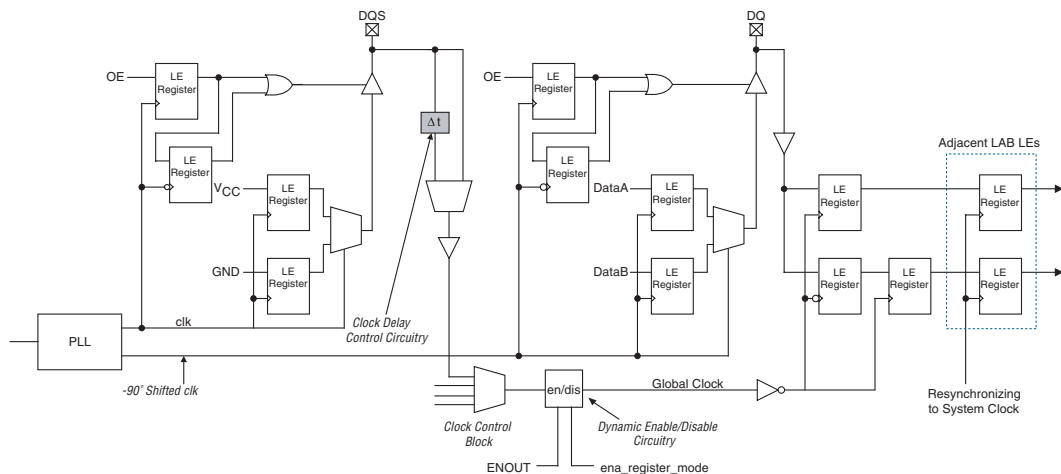 DQS
DQ
OE
LE
Register
OE
LE
Register
Δt
Adjacent LAB LEs
LE
Register
LE
Register
VCC
LE
Register
DataA
LE
Register
LE
Register
LE
Register
GND
LE
Register
DataB
LE
Register
LE
Register
LE
Register
LE
Register
clk
Clock Delay
Control Circuitry
PLL
-90° Shifted clk
en/dis
Global Clock
Resynchronizing
to System Clock
Clock Control
Block
Dynamic Enable/Disable
Circuitry
ENOUT
ena_register_mode